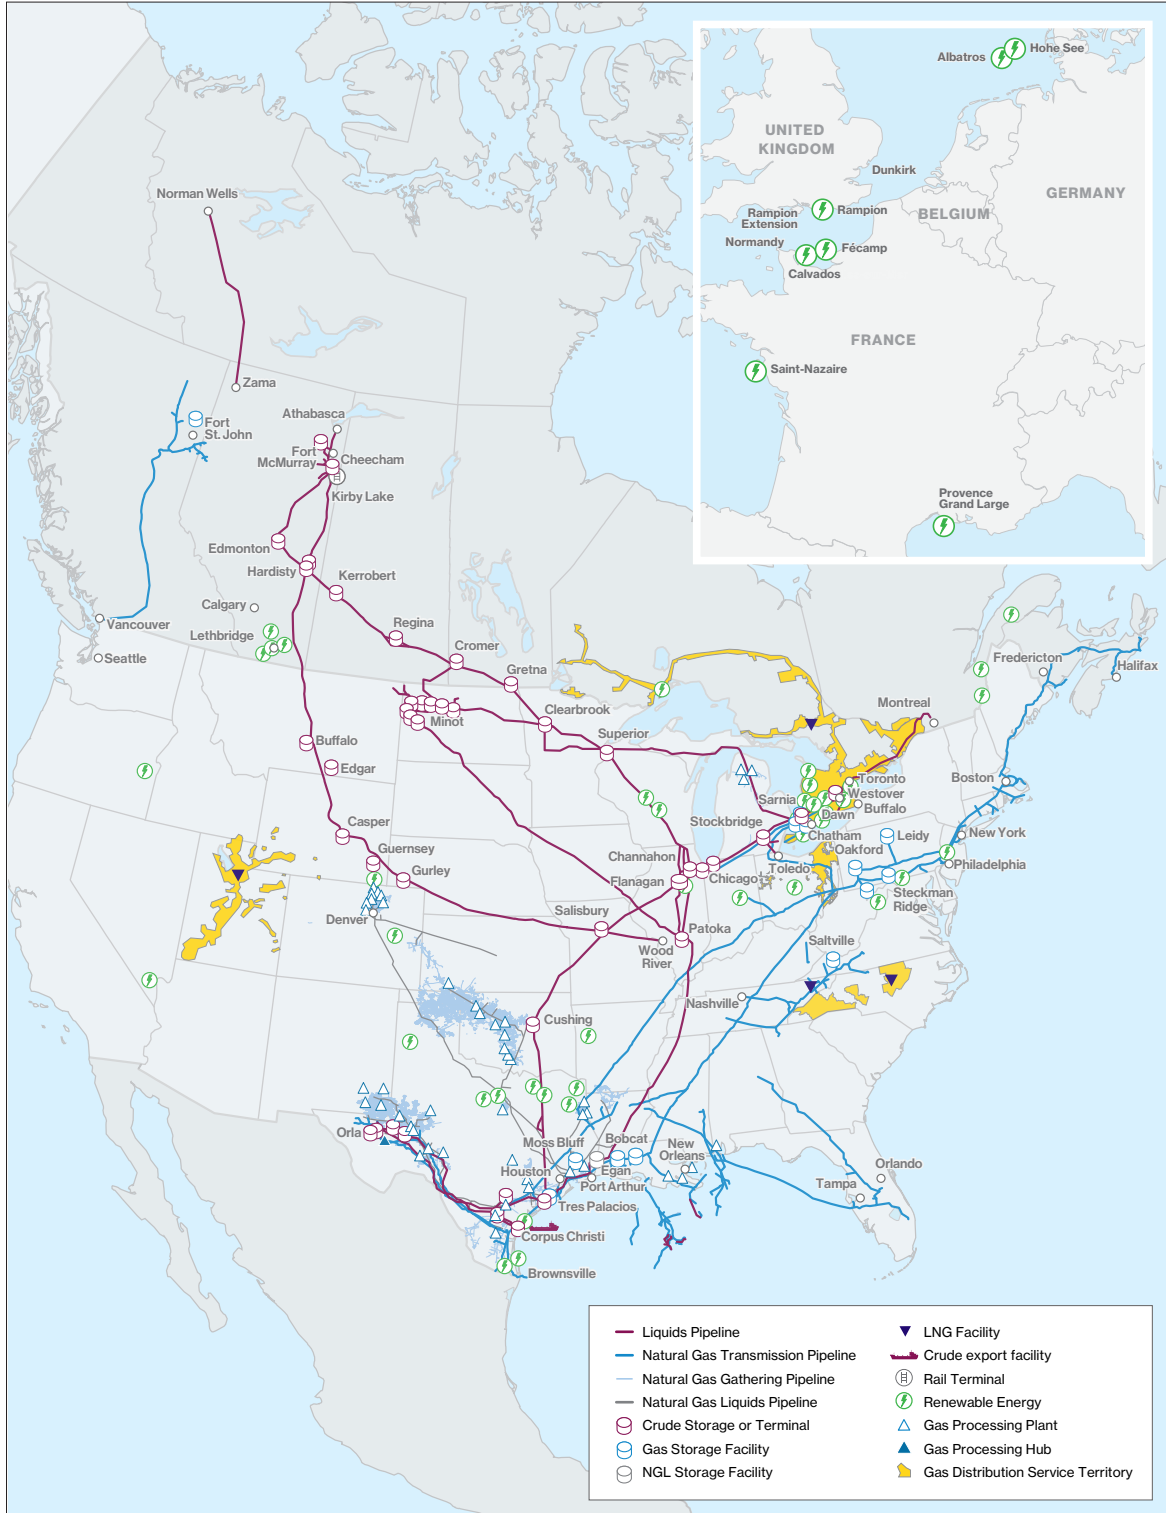 Albatros
Hohe See
UNITED
KINGDOM
Dunkirk
GERMANY
BELGIUM
Rampion
Extension
Rampion
Normandy
Fécamp
Calvados
FRANCE
Saint-Nazaire
Provence
Grand Large
Norman Wells
Zama
Athabasca
Fort
St. John
Fort
McMurray
Cheecham
Kirby Lake
Edmonton
Hardisty
Kerrobert
Calgary
Vancouver
Lethbridge
Regina
Seattle
Cromer
Gretna
Fredericton
Halifax
Minot
Clearbrook
Montreal
Superior
Buffalo
Edgar
Boston
Toronto
Westover
Sarnia
Buffalo
Dawn
Stockbridge
Casper
Chatham
Leidy
New York
Oakford
Guernsey
Channahon
Toledo
Philadelphia
Gurley
Flanagan
Chicago
Steckman
Ridge
Denver
Salisbury
Patoka
Wood
River
Saltville
Nashville
Cushing
Orla
Moss Bluff
Bobcat
New
Orleans
Houston
Egan
Port Arthur
Orlando
Tampa
Tres Palacios
Corpus Christi
Brownsville
Liquids Pipeline
Natural Gas Transmission Pipeline
Natural Gas Gathering Pipeline
Natural Gas Liquids Pipeline
Crude Storage or Terminal
Gas Storage Facility
NGL Storage Facility
LNG Facility
Crude export facility
Rail Terminal
Renewable Energy
Gas Processing Plant
Gas Processing Hub
Gas Distribution Service Territory